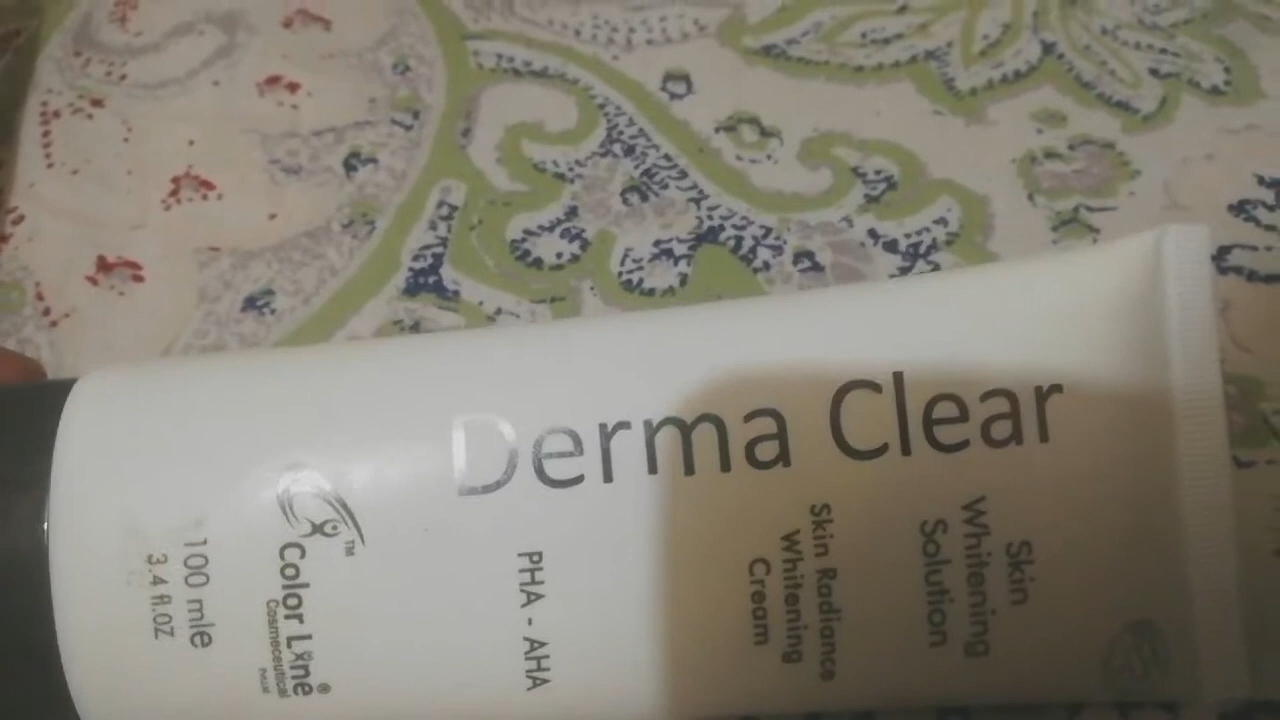 Derma Clear
Skin
Whitening
Solution
Skin Radiance
Whitening
Cream
PHA - AHA
TM
Color Line®
Cosmeceutical
100 mle
3.4 fl.OZ